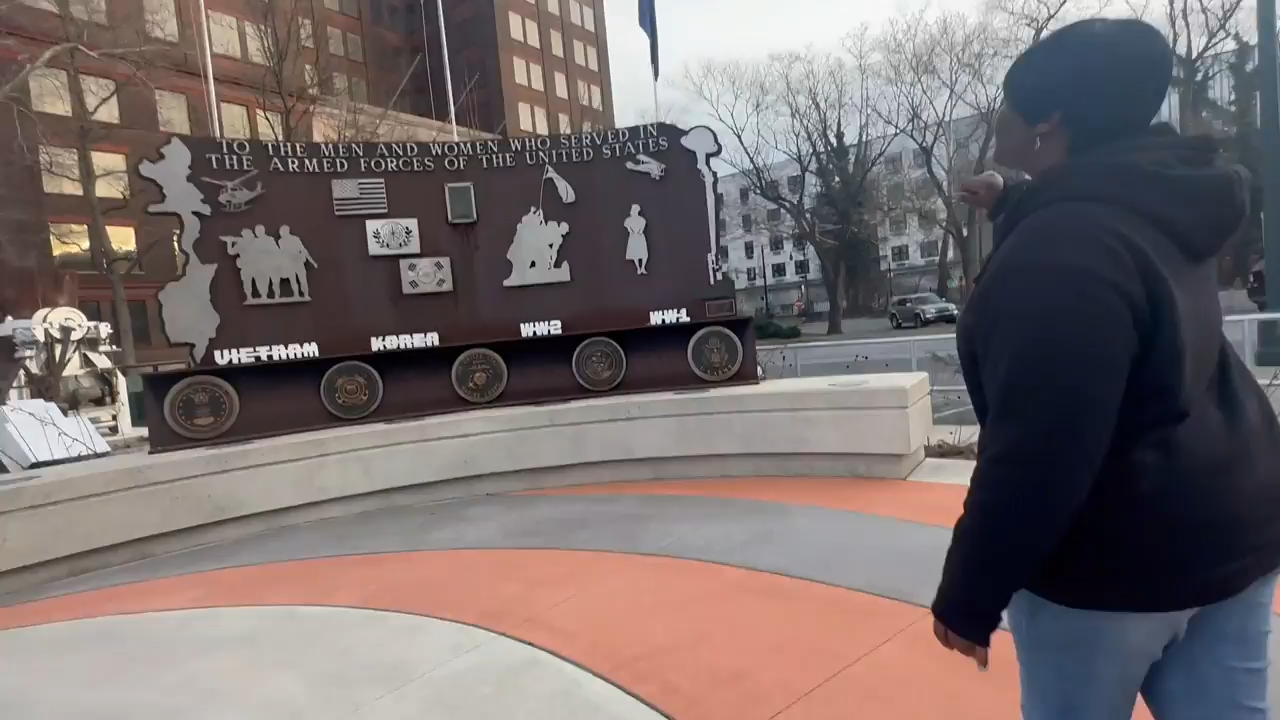 TO THE MEN AND WOMEN WHO SERVED IN
THE ARMED FORCES OF THE UNITED STATES
VIETNAM
KOREA
WW2
WW1